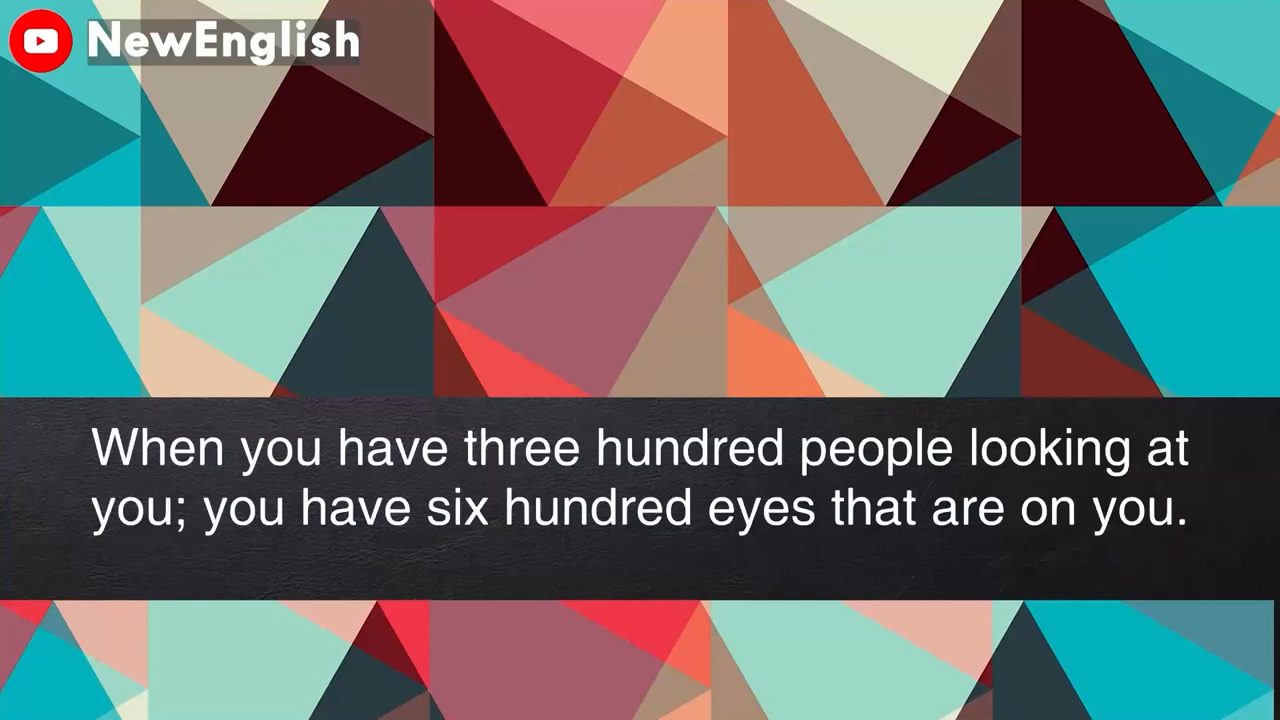 NewEnglish
When you have three hundred people looking at
you; you have six hundred eyes that are on you.